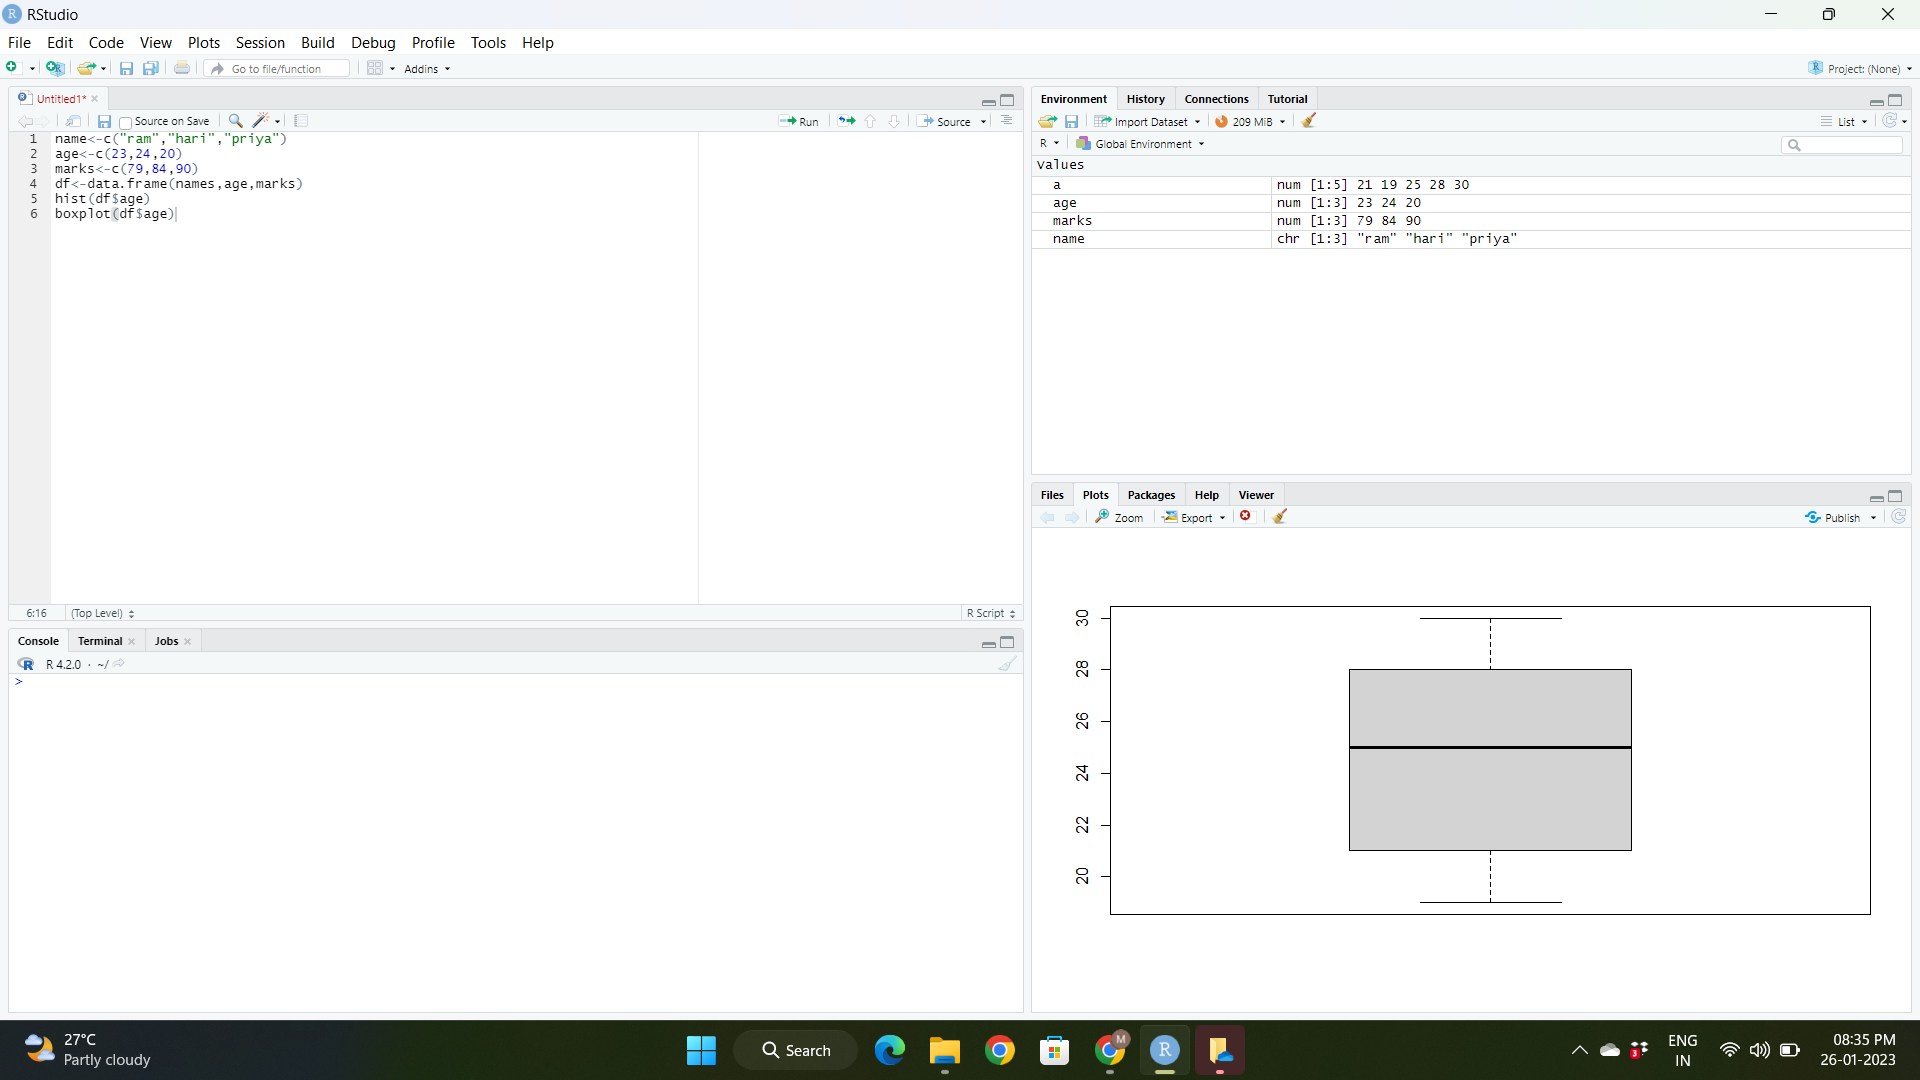 RStudio
File Edit Code View Plots Session Build Debug Profile Tools Help
Go to file/function Addins Project: (None)
Untitled1*
Source on Save Run Source
1 name<-c("ram","hari","priya")
2 age<-c(23,24,20)
3 marks<-c(79,84,90)
4 df<-data.frame(names,age,marks)
5 hist(df$age)
6 boxplot(df$age)
6:16 (Top Level) R Script
Console Terminal Jobs
R 4.2.0 · ~/
>
Environment History Connections Tutorial
Import Dataset 209 MiB List
R Global Environment
Values
a num [1:5] 21 19 25 28 30
age num [1:3] 23 24 20
marks num [1:3] 79 84 90
name chr [1:3] "ram" "hari" "priya"
Files Plots Packages Help Viewer
Zoom Export Publish
30
28
26
24
22
20
27°C
Partly cloudy
Search
M
R
3
ENG
IN
08:35 PM
26-01-2023